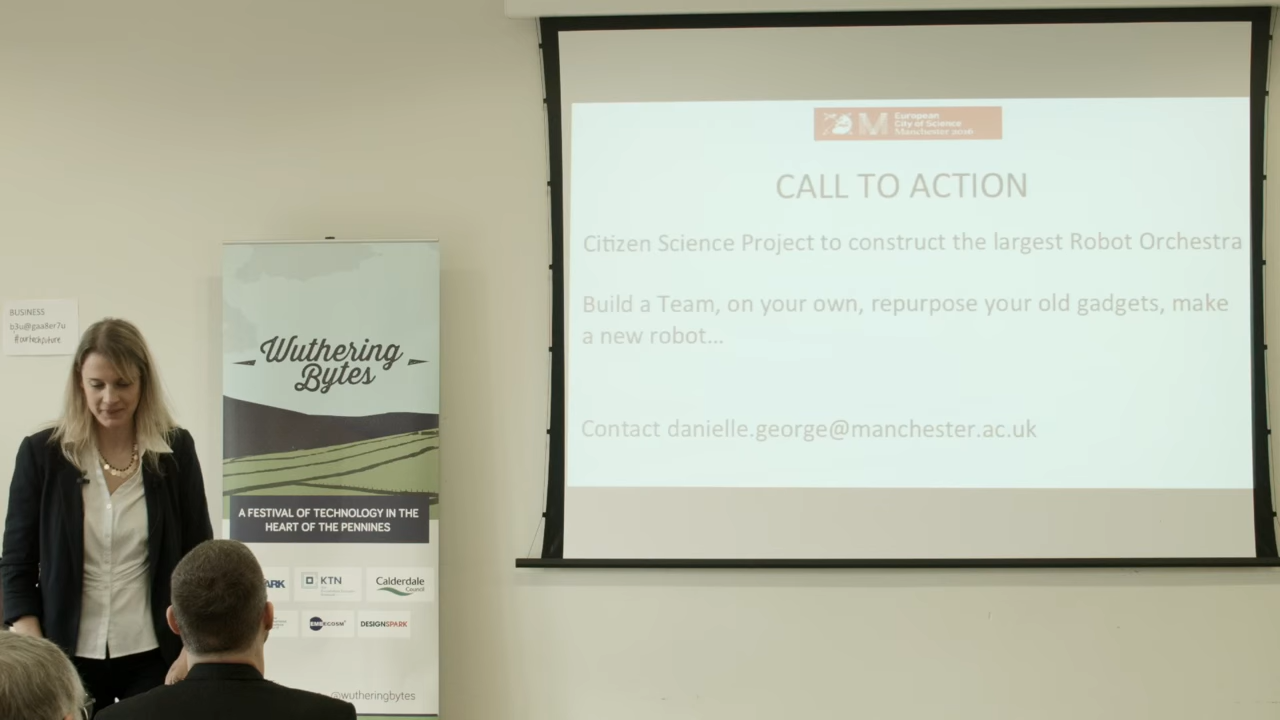 European
City of Science
Manchester 2016
CALL TO ACTION
Citizen Science Project to construct the largest Robot Orchestra
Build a Team, on your own, repurpose your old gadgets, make
a new robot...
Contact danielle.george@manchester.ac.uk
BUSINESS
#ourtechfuture
Wuthering
Bytes
A FESTIVAL OF TECHNOLOGY IN THE
HEART OF THE PENNINES
KTN
Calderdale
Council
EMBECOSM
DESIGNSPARK
@wutheringbytes